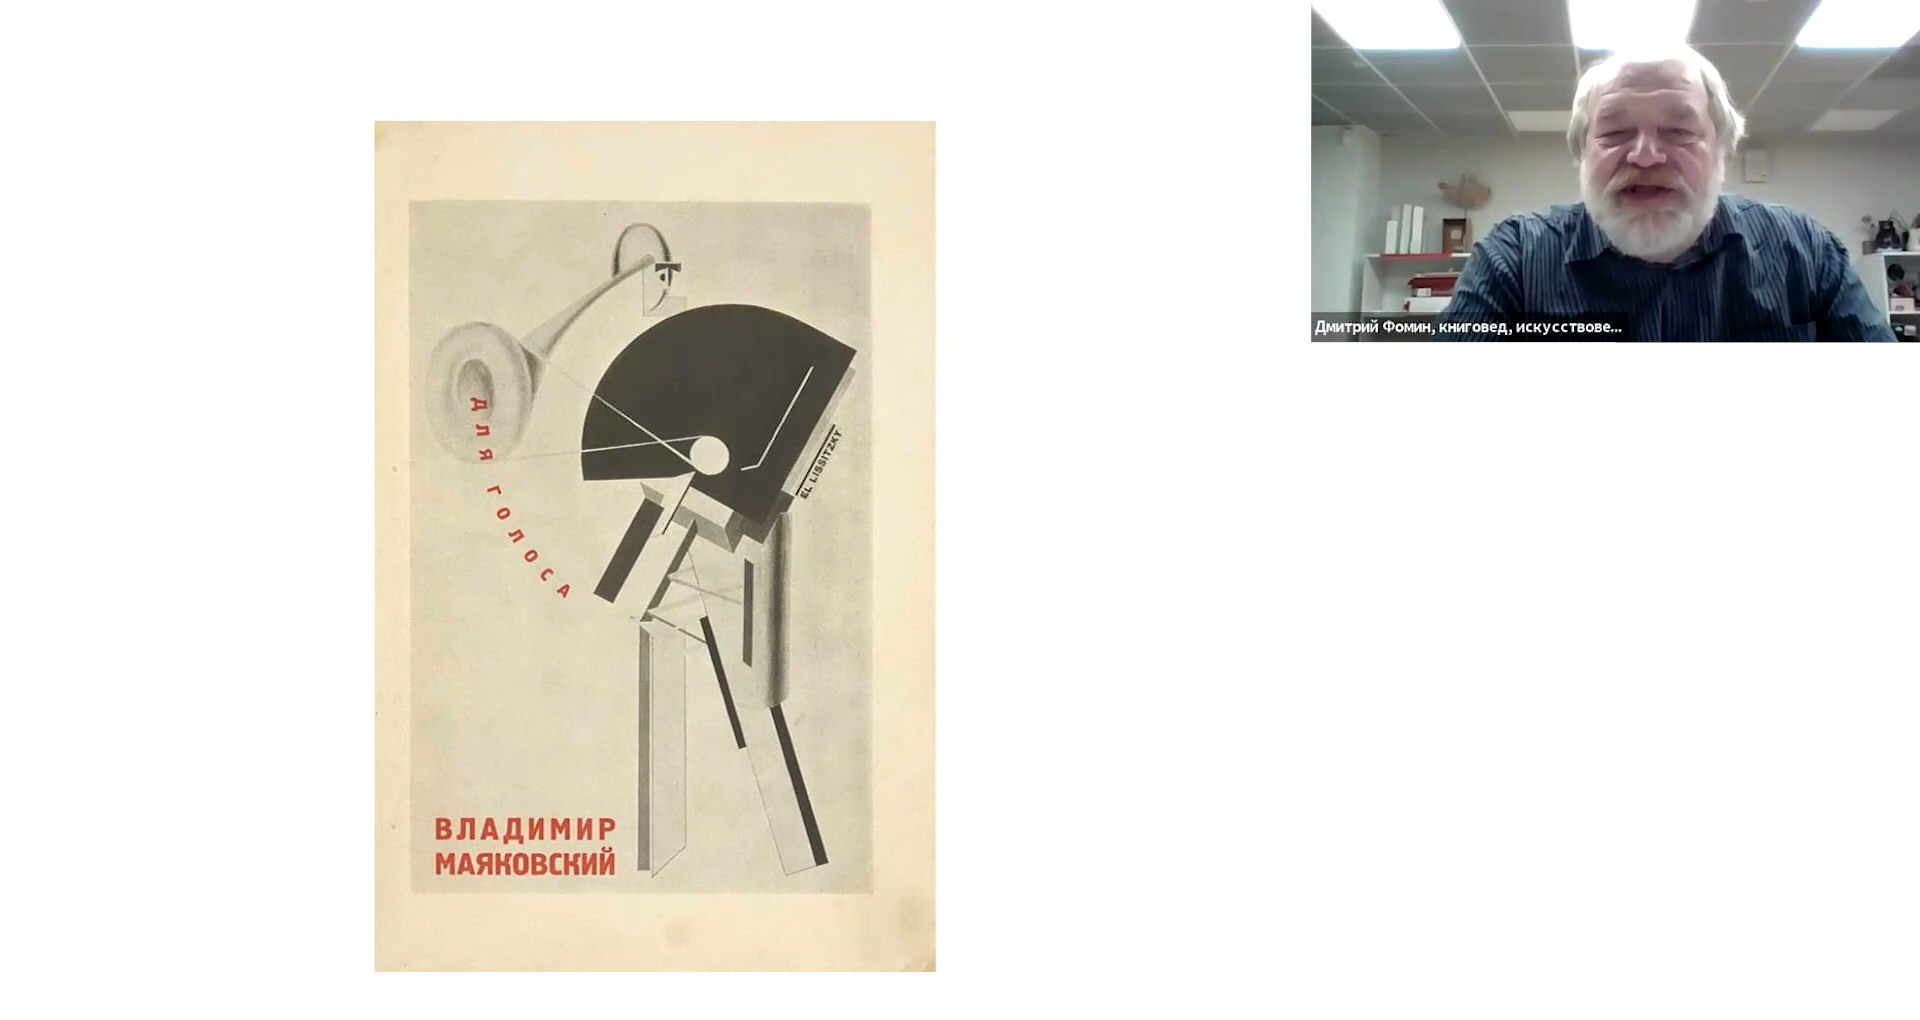 для голоса
EL LISSITZKY
ВЛАДИМИР
МАЯКОВСКИЙ
Дмитрий Фомин, книговед, искусствове...